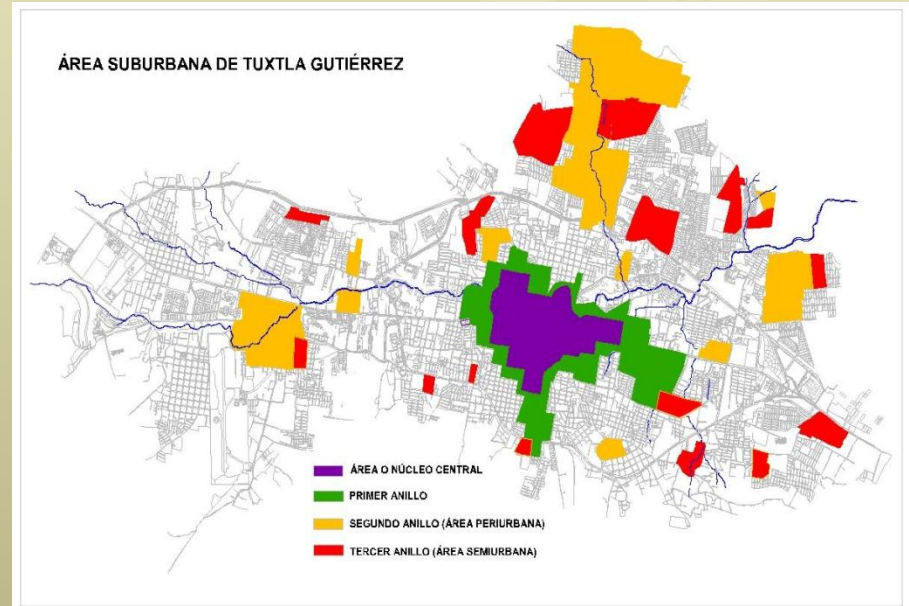 ÁREA SUBURBANA DE TUXTLA GUTIÉRREZ
ÁREA O NÚCLEO CENTRAL
PRIMER ANILLO
SEGUNDO ANILLO (ÁREA PERIURBANA)
TERCER ANILLO (ÁREA SEMIURBANA)